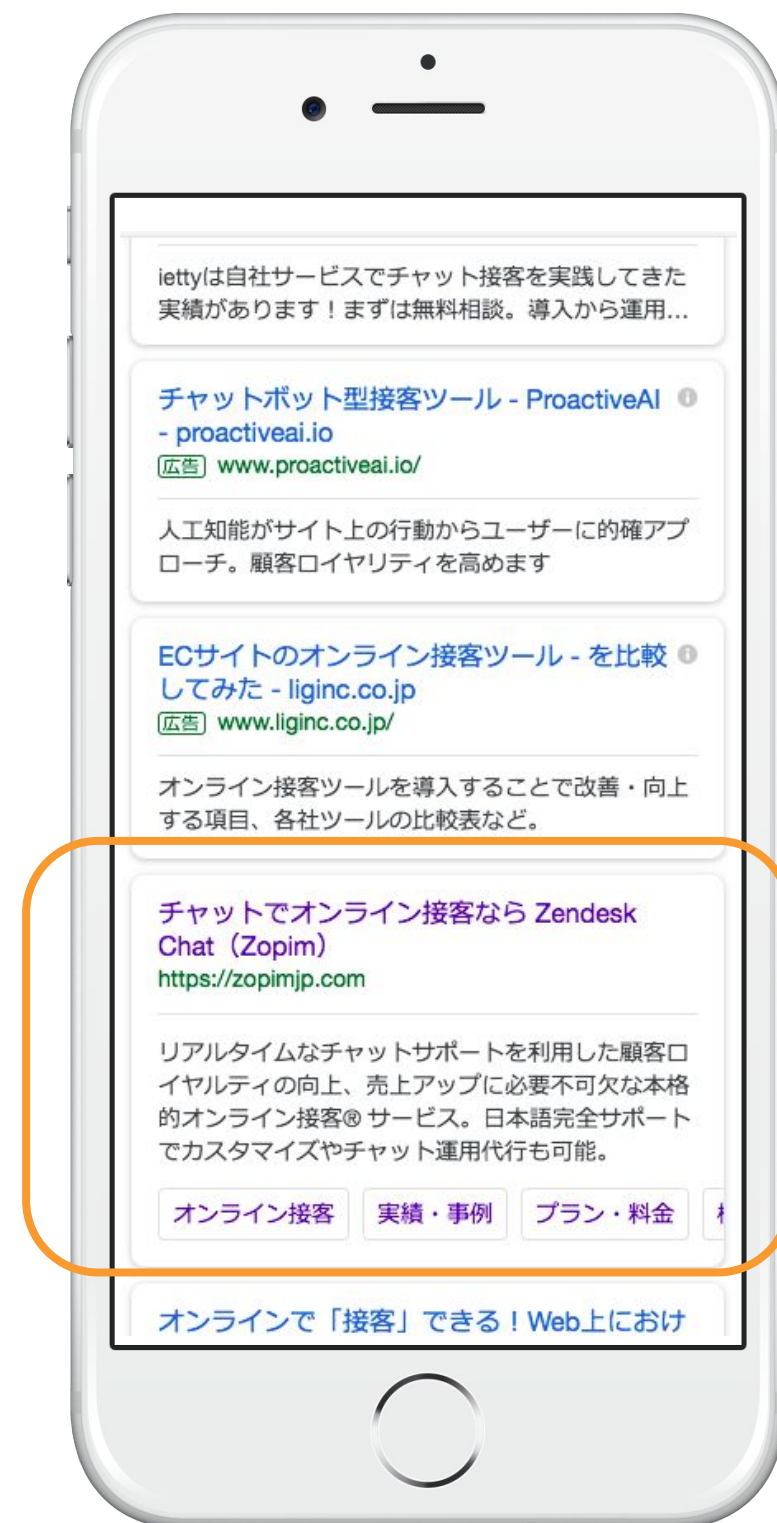 iettyは自社サービスでチャット接客を実践してきた
実績があります！まずは無料相談。導入から運用...
チャットボット型接客ツール - ProactiveAI
- proactiveai.io
広告 www.proactiveai.io/
人工知能がサイト上の行動からユーザーに的確アプ
ローチ。顧客ロイヤリティを高めます
ECサイトのオンライン接客ツール - を比較
してみた - liginc.co.jp
広告 www.liginc.co.jp/
オンライン接客ツールを導入することで改善・向上
する項目、各社ツールの比較表など。
チャットでオンライン接客なら Zendesk
Chat（Zopim）
https://zopimjp.com
リアルタイムなチャットサポートを利用した顧客ロ
イヤルティの向上、売上アップに必要不可欠な本格
的オンライン接客® サービス。日本語完全サポート
でカスタマイズやチャット運用代行も可能。
オンライン接客 実績・事例 プラン・料金
オンラインで「接客」できる！Web上におけ